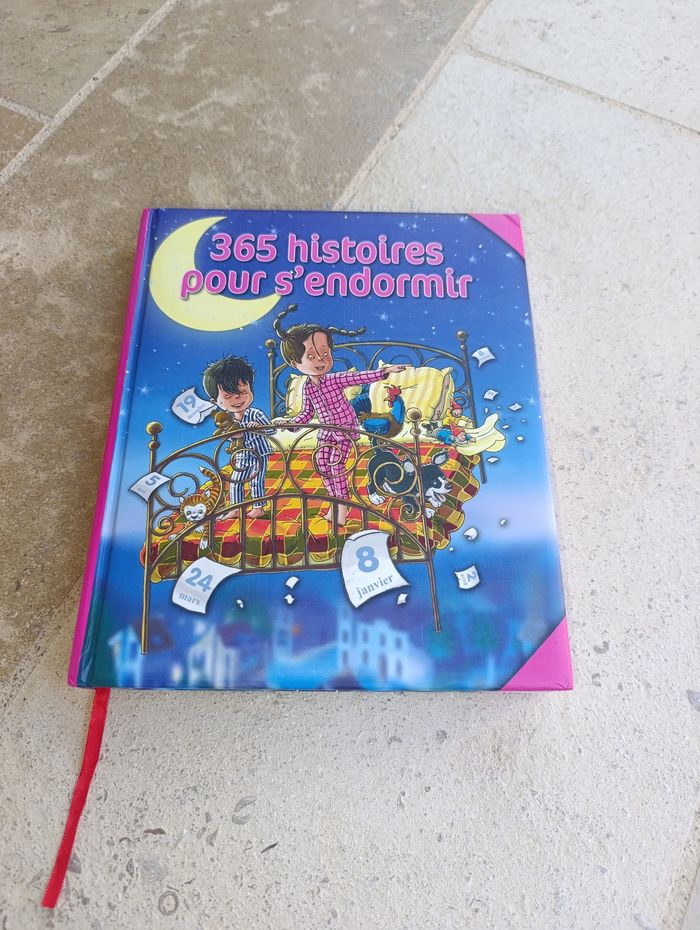 365 histoires
pour s'endormir
19
5
24
mars
8
janvier